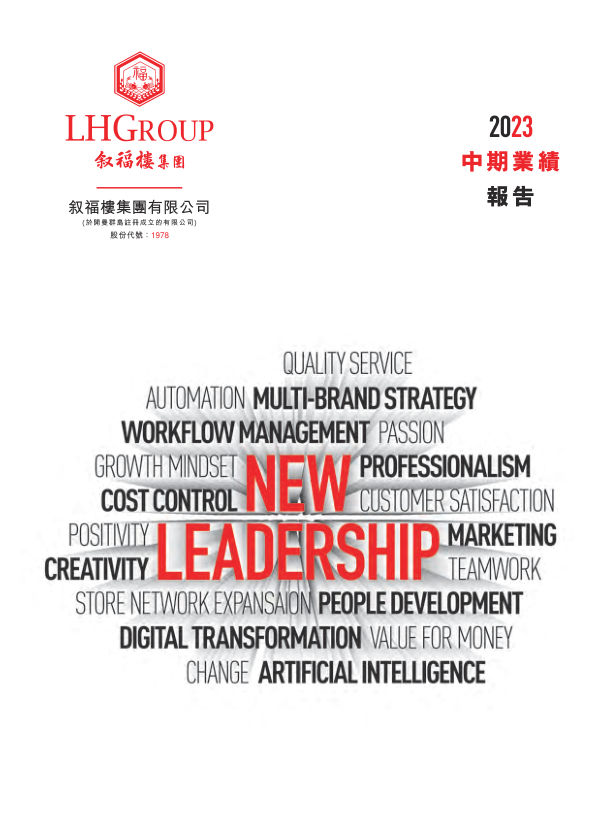 福
LHGROUP
叙福樓集團
叙福樓集團有限公司
(於開曼群島註冊成立的有限公司)
股份代號：1978
2023
中期業績
報告
QUALITY SERVICE
AUTOMATION MULTI-BRAND STRATEGY
WORKFLOW MANAGEMENT PASSION
GROWTH MINDSET NEW PROFESSIONALISM
COST CONTROL CUSTOMER SATISFACTION
POSITIVITY LEADERSHIP MARKETING
CREATIVITY TEAMWORK
STORE NETWORK EXPANSAION PEOPLE DEVELOPMENT
DIGITAL TRANSFORMATION VALUE FOR MONEY
CHANGE ARTIFICIAL INTELLIGENCE